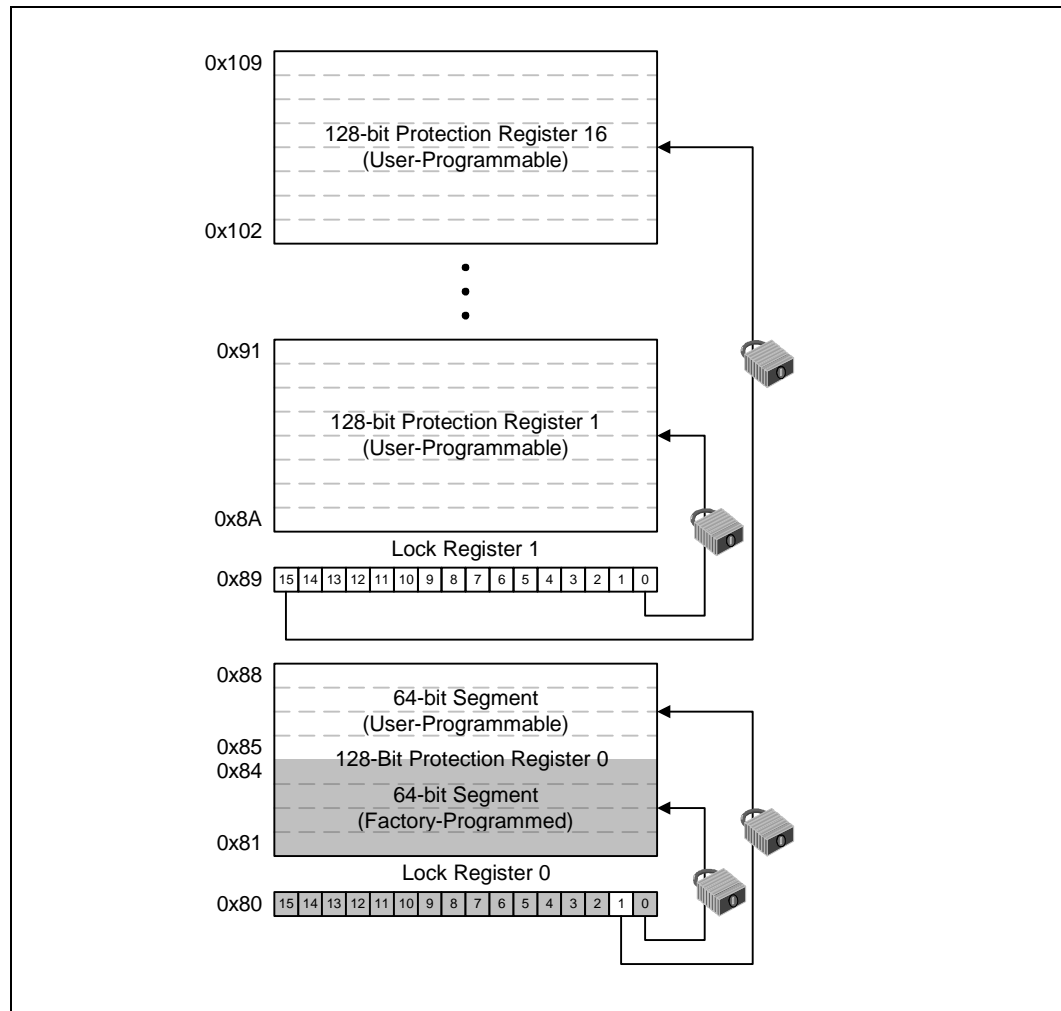 0x109
128-bit Protection Register 16
(User-Programmable)
0x102
0x91
128-bit Protection Register 1
(User-Programmable)
0x8A
Lock Register 1
0x89 15 14 13 12 11 10 9 8 7 6 5 4 3 2 1 0
0x88
64-bit Segment
(User-Programmable)
0x85
128-Bit Protection Register 0
0x84
64-bit Segment
(Factory-Programmed)
0x81
Lock Register 0
0x80 15 14 13 12 11 10 9 8 7 6 5 4 3 2 1 0